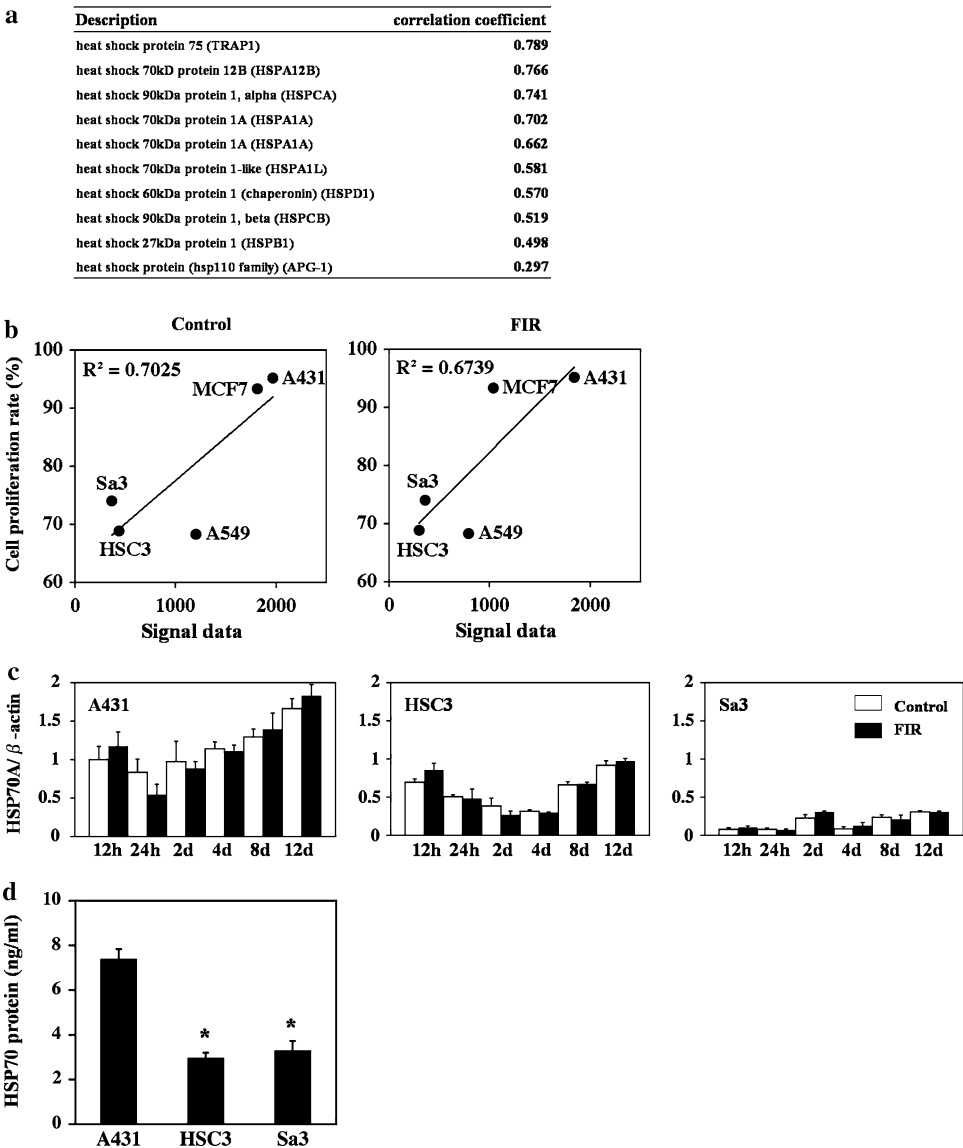 a
Description correlation coefficient
heat shock protein 75 (TRAP1) 0.789
heat shock 70kD protein 12B (HSPA12B) 0.766
heat shock 90kDa protein 1, alpha (HSPCA) 0.741
heat shock 70kDa protein 1A (HSPA1A) 0.702
heat shock 70kDa protein 1A (HSPA1A) 0.662
heat shock 70kDa protein 1-like (HSPA1L) 0.581
heat shock 60kDa protein 1 (chaperonin) (HSPD1) 0.570
heat shock 90kDa protein 1, beta (HSPCB) 0.519
heat shock 27kDa protein 1 (HSPB1) 0.498
heat shock protein (hsp110 family) (APG-1) 0.297
b
Control
Cell proliferation rate (%)
100
90
80
70
60
R² = 0.7025
MCF7
A431
Sa3
HSC3
A549
0 1000 2000
Signal data
FIR
100
90
80
70
60
R² = 0.6739
MCF7
A431
Sa3
HSC3
A549
0 1000 2000
Signal data
c
HSP70A/β-actin
2
1.5
1
0.5
0
A431
12h 24h 2d 4d 8d 12d
2
1.5
1
0.5
0
HSC3
12h 24h 2d 4d 8d 12d
2
1.5
1
0.5
0
Sa3
Control
FIR
12h 24h 2d 4d 8d 12d
d
HSP70 protein (ng/ml)
10
8
6
4
2
0
* *
A431 HSC3 Sa3